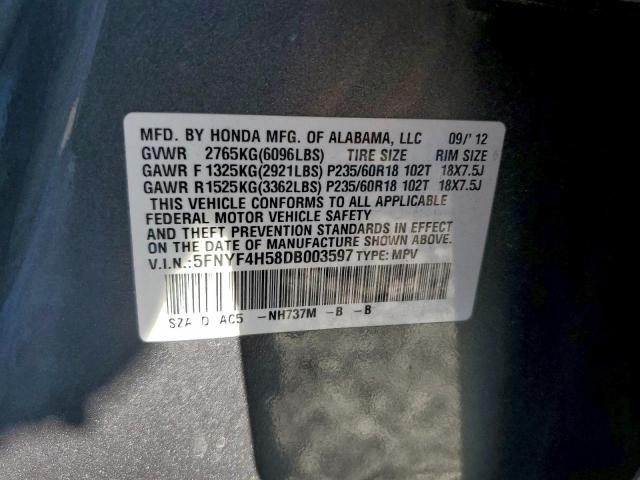 MFD. BY HONDA MFG. OF ALABAMA, LLC 09/'12
GVWR 2765KG(6096LBS) TIRE SIZE RIM SIZE
GAWR F 1325KG(2921LBS) P235/60R18 102T 18X7.5J
GAWR R 1525KG(3362LBS) P235/60R18 102T 18X7.5J
THIS VEHICLE CONFORMS TO ALL APPLICABLE
FEDERAL MOTOR VEHICLE SAFETY
AND THEFT PREVENTION STANDARDS IN EFFECT
ON THE DATE OF MANUFACTURE SHOWN ABOVE.
V.I.N.:5FNYF4H58DB003597 TYPE: MPV
SZA D AC5 -NH737M -B -B